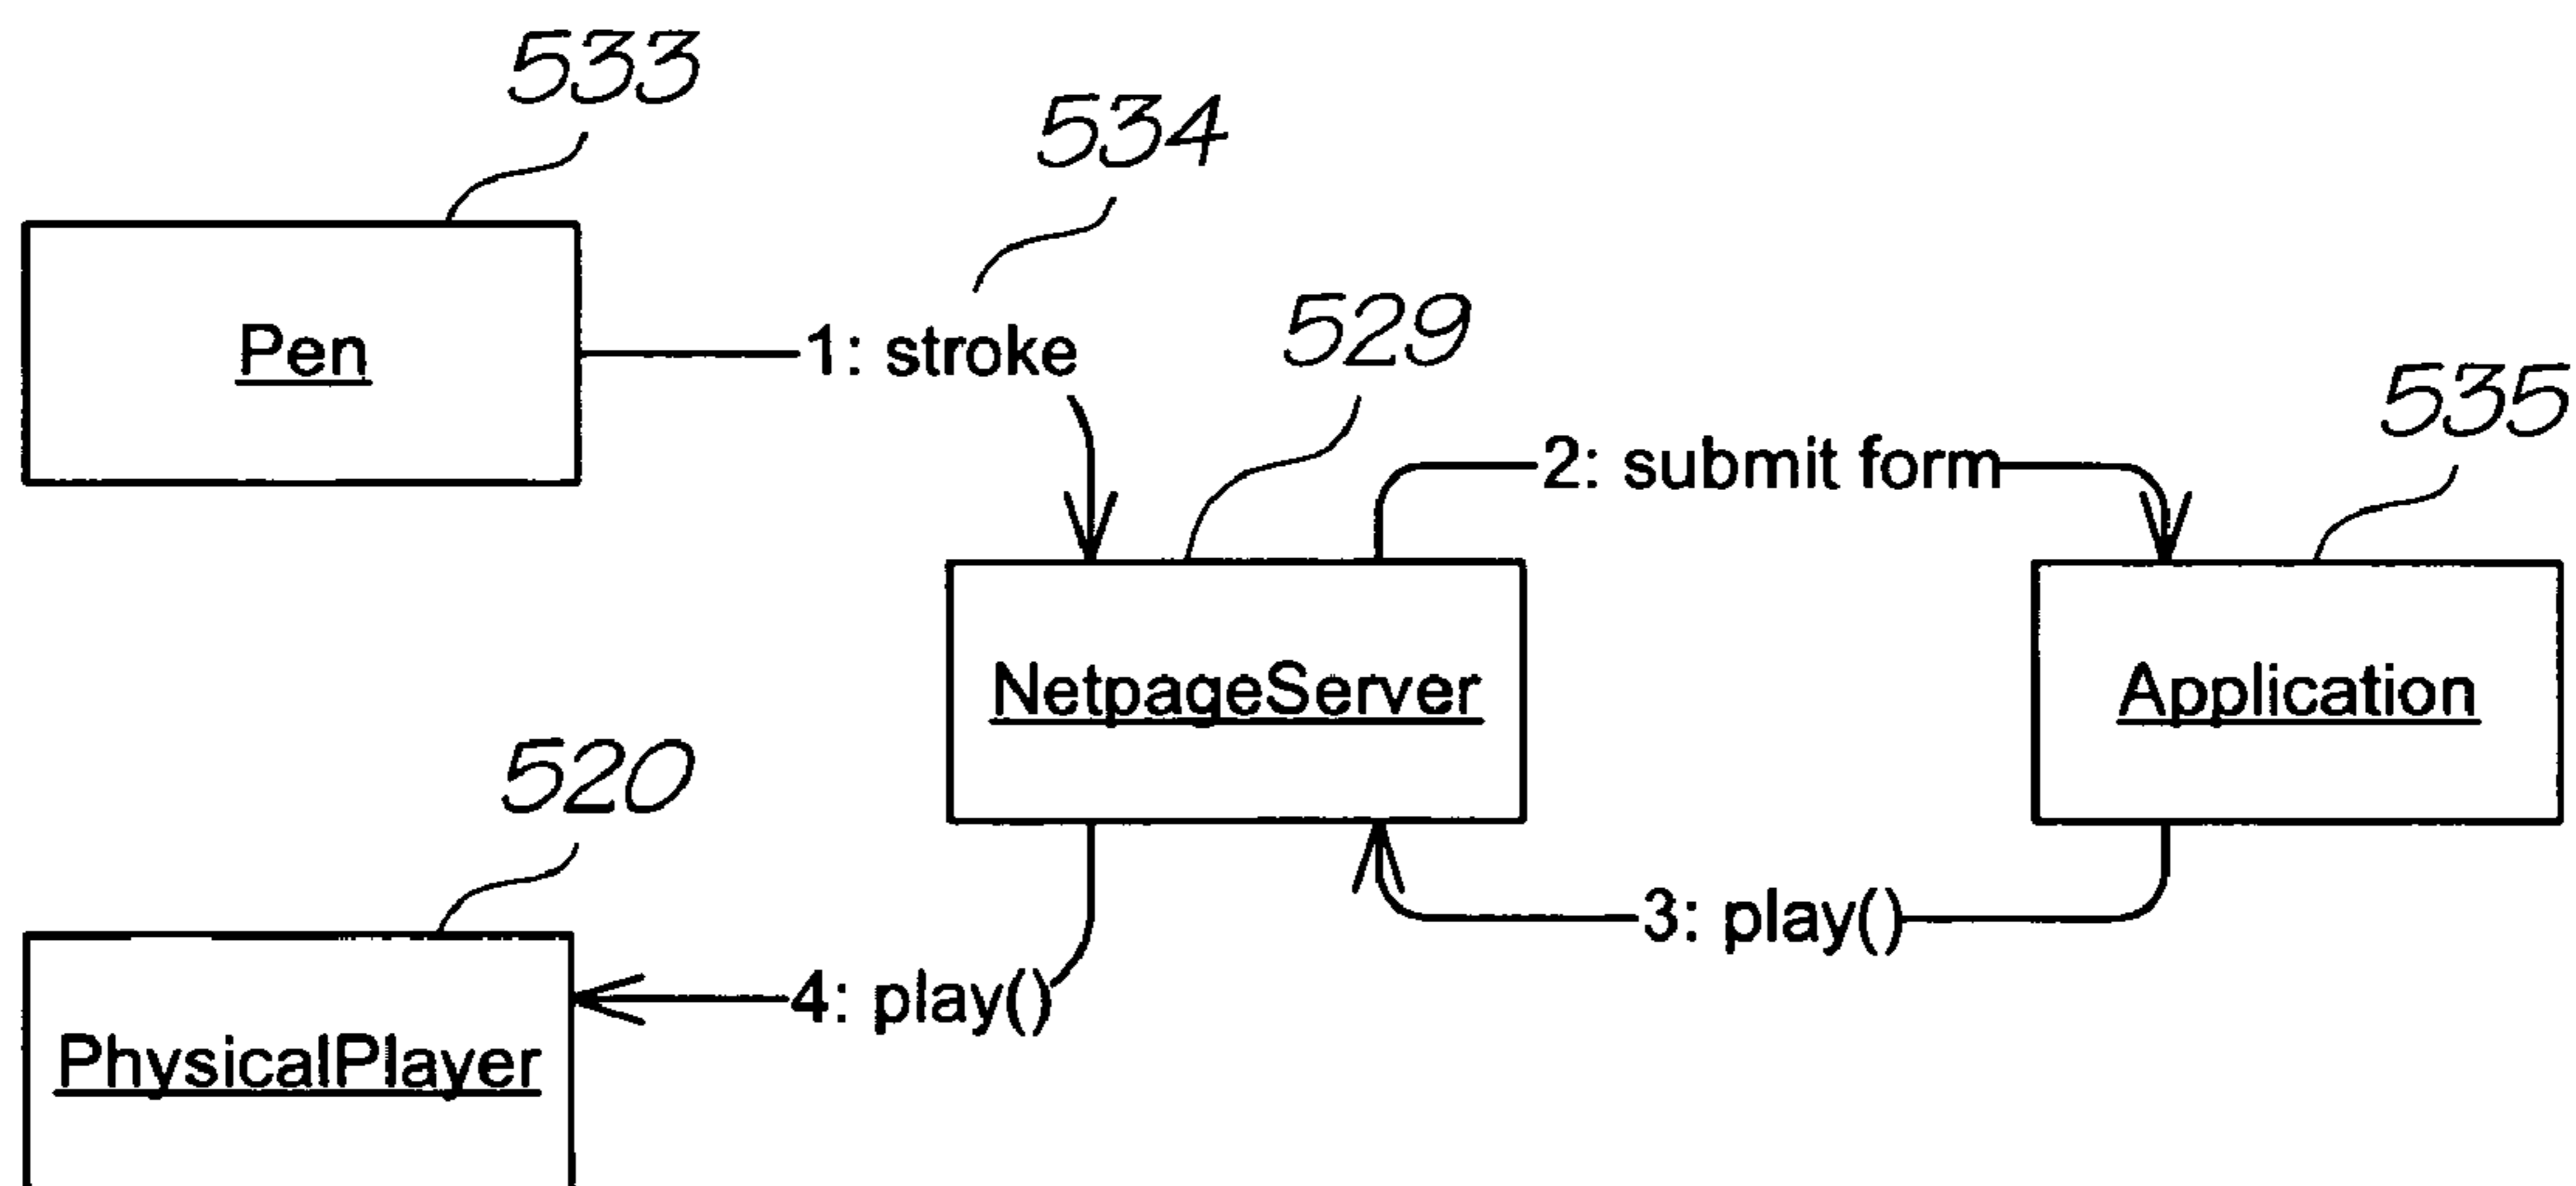 533
534
Pen
1: stroke
529
535
2: submit form
NetpageServer
Application
520
3: play()
4: play()
PhysicalPlayer